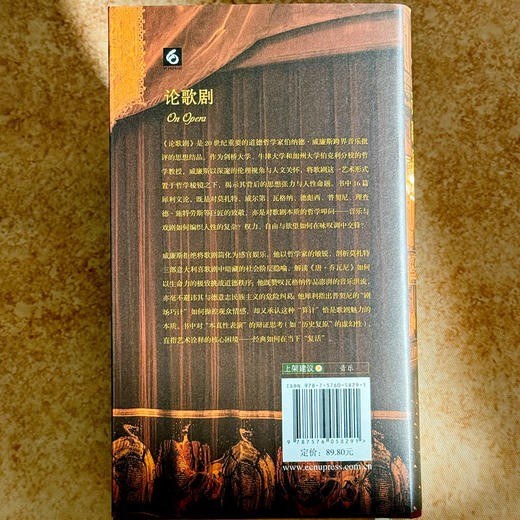 论歌剧
On Opera
《论歌剧》是20世纪重要的道德哲学家伯纳德·威廉斯跨界音乐批
评的思想结晶。作为剑桥大学、牛津大学和加州大学伯克利分校的哲
学教授，威廉斯以深邃的伦理视角与人文关怀，将歌剧这一艺术形式
置于哲学棱镜之下，揭示其背后的思想张力与人性命题。书中16篇
犀利文论，既是对莫扎特、威尔第、瓦格纳、德彪西、普契尼、理查
德·施特劳斯等巨匠的致敬，亦是对歌剧本质的哲学叩问——音乐与
戏剧如何编织人性的复杂？权力、自由与欲望如何在咏叹调中交锋？
威廉斯拒绝将歌剧简化为感官娱乐。他以哲学家的敏锐，剖析莫扎特
三部意大利喜歌剧中暗藏的社会阶层隐喻，解读《唐·乔瓦尼》如何
以生命力的极致挑战道德秩序；他既赞叹瓦格纳作品澎湃的音乐洪流，
亦毫不避讳其与德意志民族主义的危险纠葛；他犀利指出普契尼的“剧
场巧计”如何操控观众情感，却又承认这种“算计”恰是歌剧魅力的
本质。书中对“本真性表演”的辩证思考（如“历史复原”的虚幻性），
直指艺术诠释的核心困境——经典如何在当下“复活”
上架建议 音乐
ISBN 978-7-5760-5829-1
9 787576 058291>
定价：89.80元
www.ecnupress.com.cn